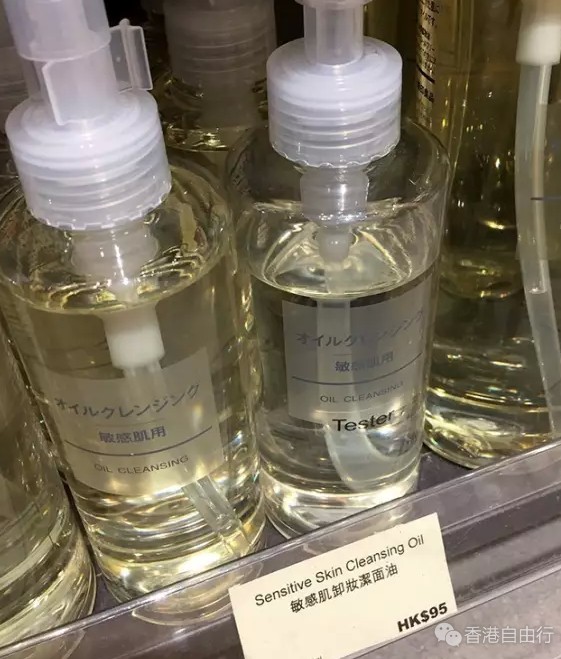 オイルクレンジング
敏感肌用
OIL CLEANSING
オイルクレンジング
敏感肌用
OIL CLEANSING
Tester
Sensitive Skin Cleansing Oil
敏感肌卸妝潔面油
HK$95
香港自由行